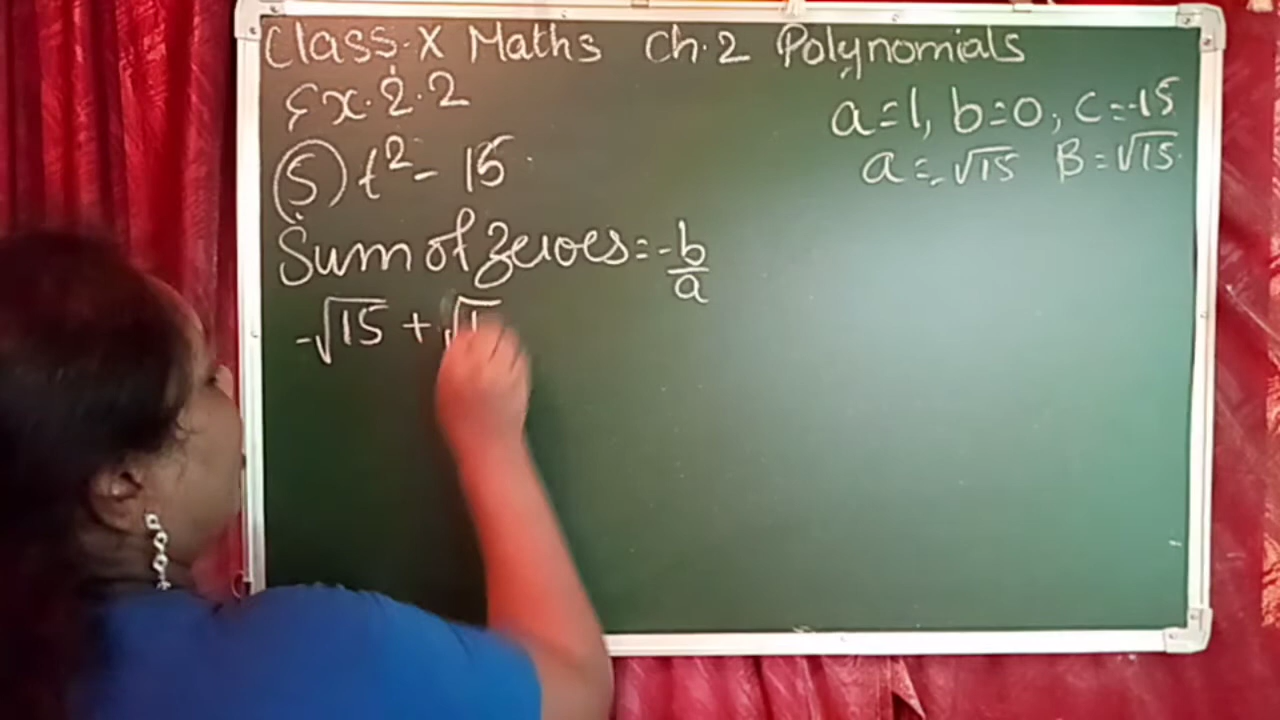 Class-X Maths Ch.2 Polynomials
Ex.2.2
a=1, b=0, c=-15
(5) t²- 15
a=-√15 B=√15
Sum of zeroes=-b/a
-√15 + √1